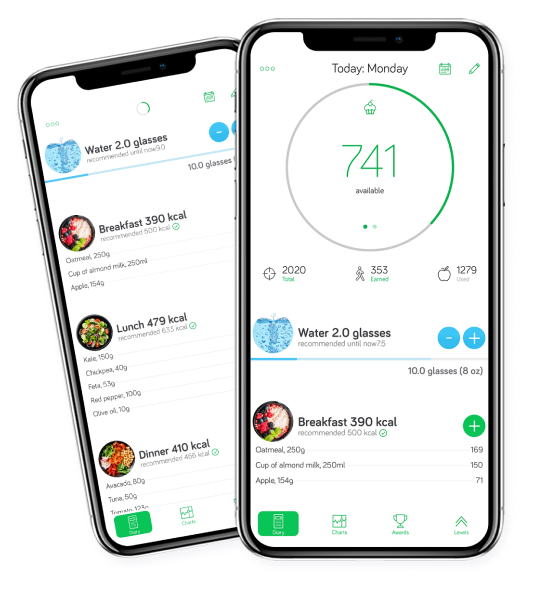 Water 2.0 glasses
recommended until now9.0
10.0 glasses
Breakfast 390 kcal
recommended 500 kcal
Oatmeal, 250g
Cup of almond milk, 250ml
Apple, 154g
Lunch 479 kcal
recommended 633 kcal
Kale, 150g
Chickpea, 40g
Feta, 53g
Red pepper, 100g
Olive oil, 10g
Dinner 410 kcal
recommended 466 kcal
Avacado, 80g
Tuna, 50g
Diary
Charts
Today: Monday
741
available
2020
Total
353
Earned
1279
Used
Water 2.0 glasses
recommended until now7.5
- +
10.0 glasses (8 oz)
Breakfast 390 kcal
recommended 500 kcal
+
Oatmeal, 250g 169
Cup of almond milk, 250ml 150
Apple, 154g 71
Diary Charts Awards Levels